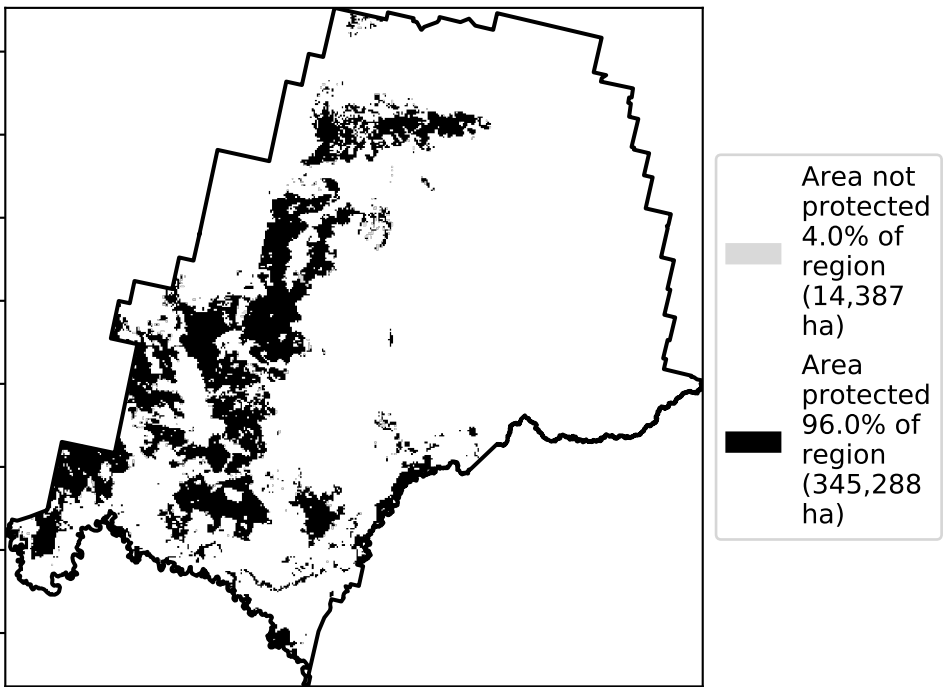 Area not
protected
4.0% of
region
(14,387
ha)
Area
protected
96.0% of
region
(345,288
ha)